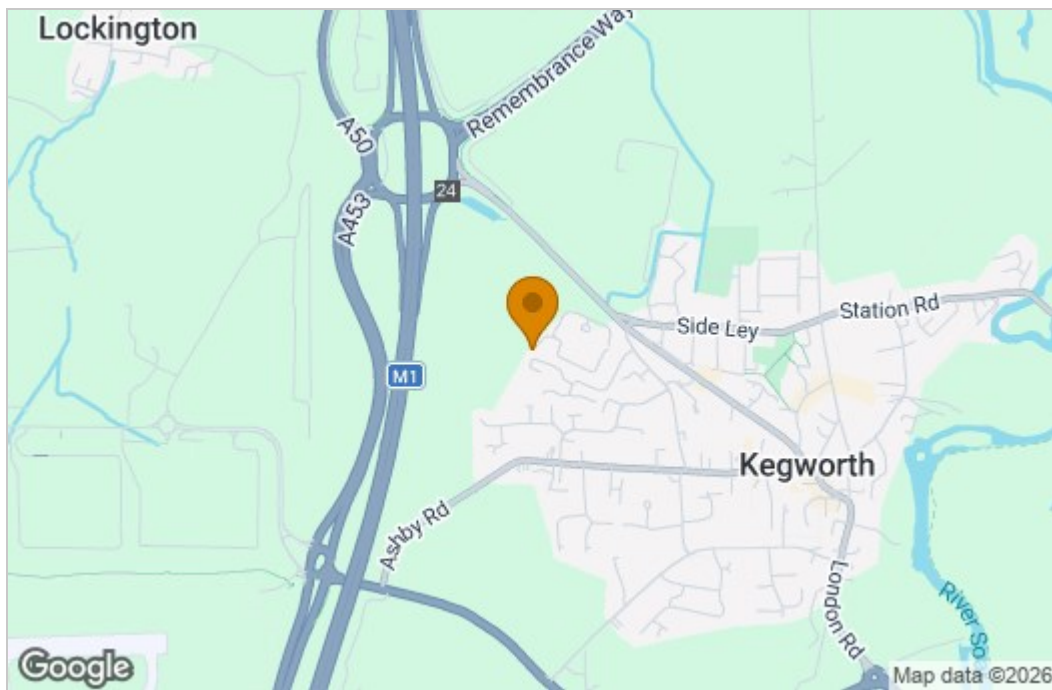 Lockington
Remembrance Way
A50
24
A453
Side Ley
Station Rd
M1
Kegworth
Ashby Rd
London Rd
River So
Google
Map data ©2026